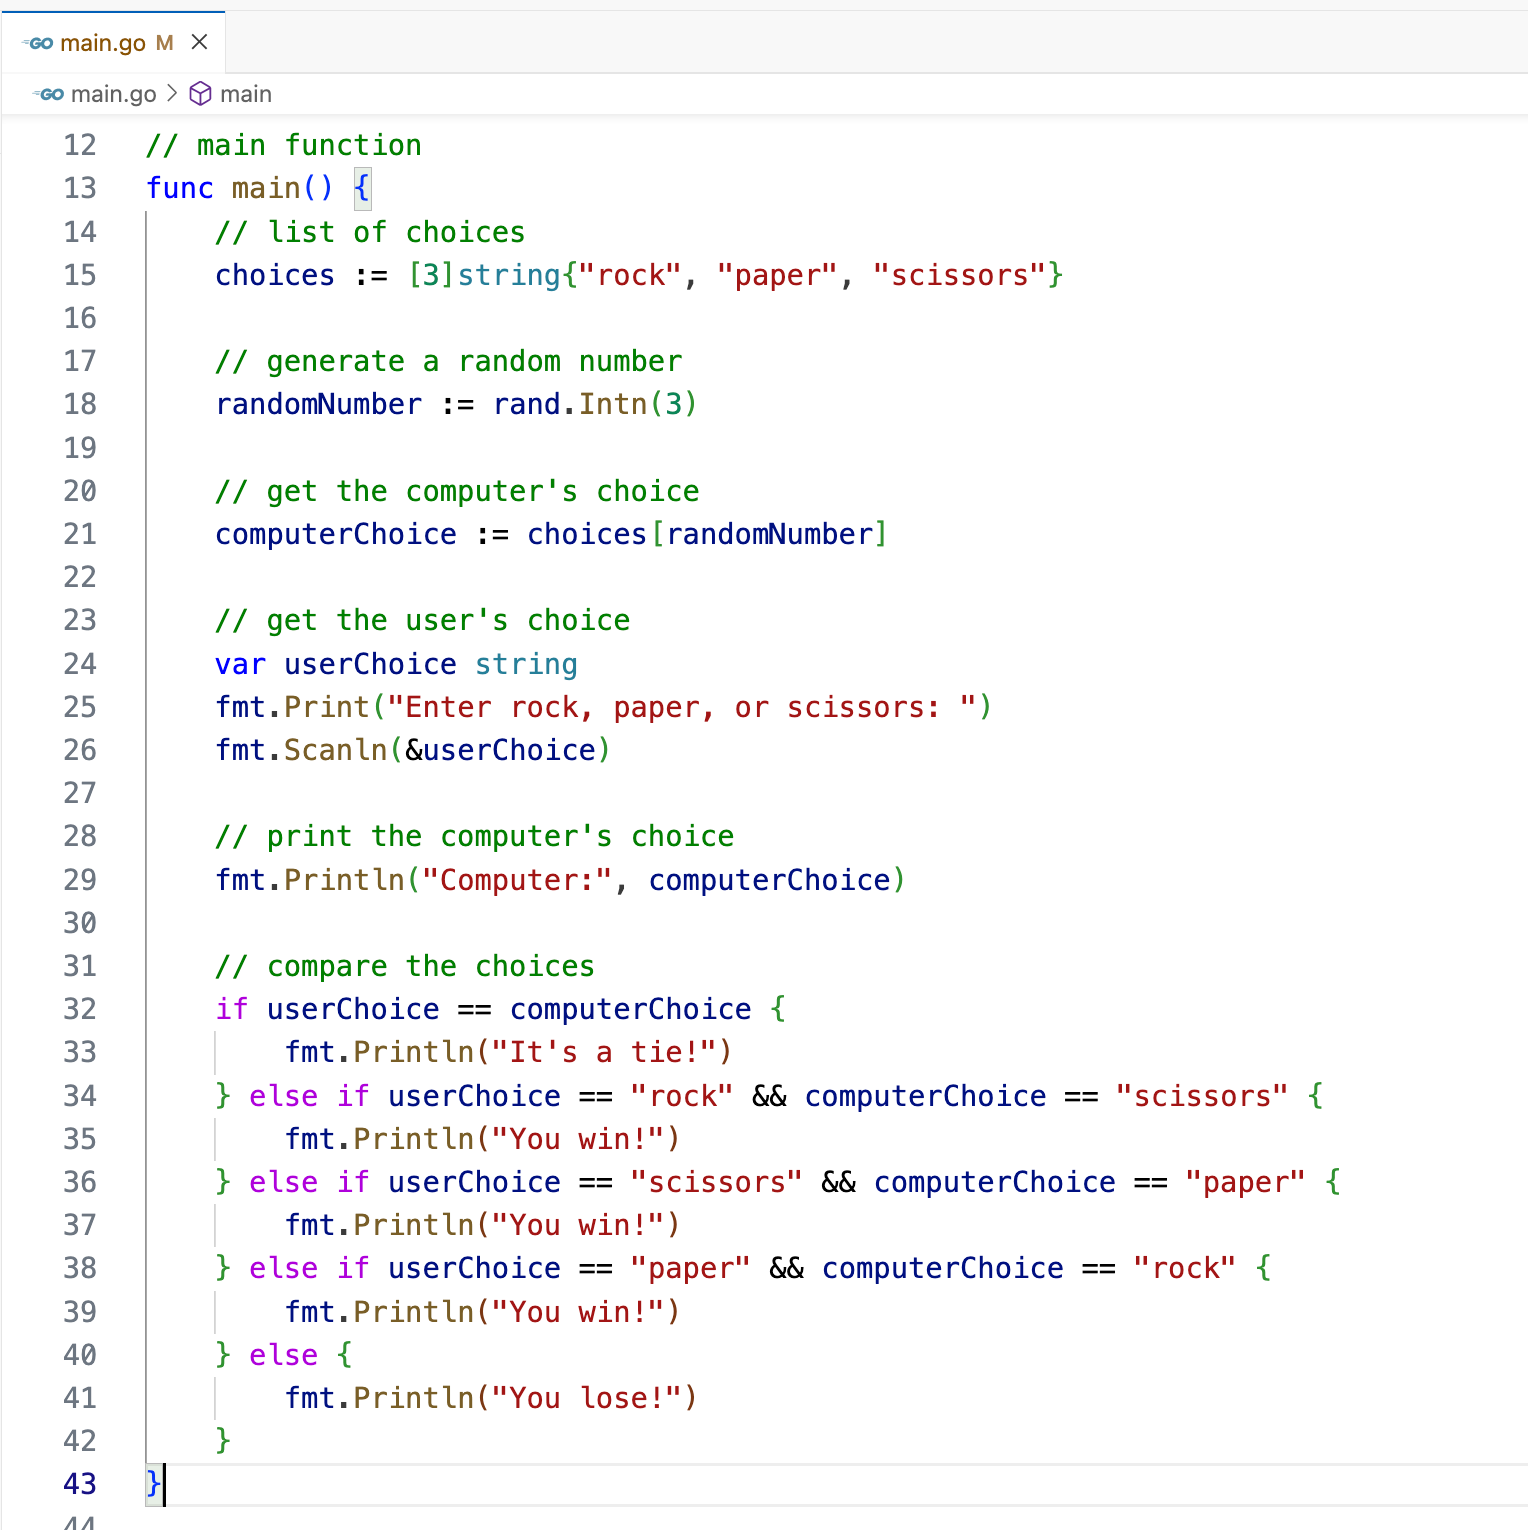 GO main.go M
GO main.go > main
12 // main function
13 func main() {
14     // list of choices
15     choices := [3]string{"rock", "paper", "scissors"}
16
17     // generate a random number
18     randomNumber := rand.Intn(3)
19
20     // get the computer's choice
21     computerChoice := choices[randomNumber]
22
23     // get the user's choice
24     var userChoice string
25     fmt.Print("Enter rock, paper, or scissors: ")
26     fmt.Scanln(&userChoice)
27
28     // print the computer's choice
29     fmt.Println("Computer:", computerChoice)
30
31     // compare the choices
32     if userChoice == computerChoice {
33         fmt.Println("It's a tie!")
34     } else if userChoice == "rock" && computerChoice == "scissors" {
35         fmt.Println("You win!")
36     } else if userChoice == "scissors" && computerChoice == "paper" {
37         fmt.Println("You win!")
38     } else if userChoice == "paper" && computerChoice == "rock" {
39         fmt.Println("You win!")
40     } else {
41         fmt.Println("You lose!")
42     }
43 }
44